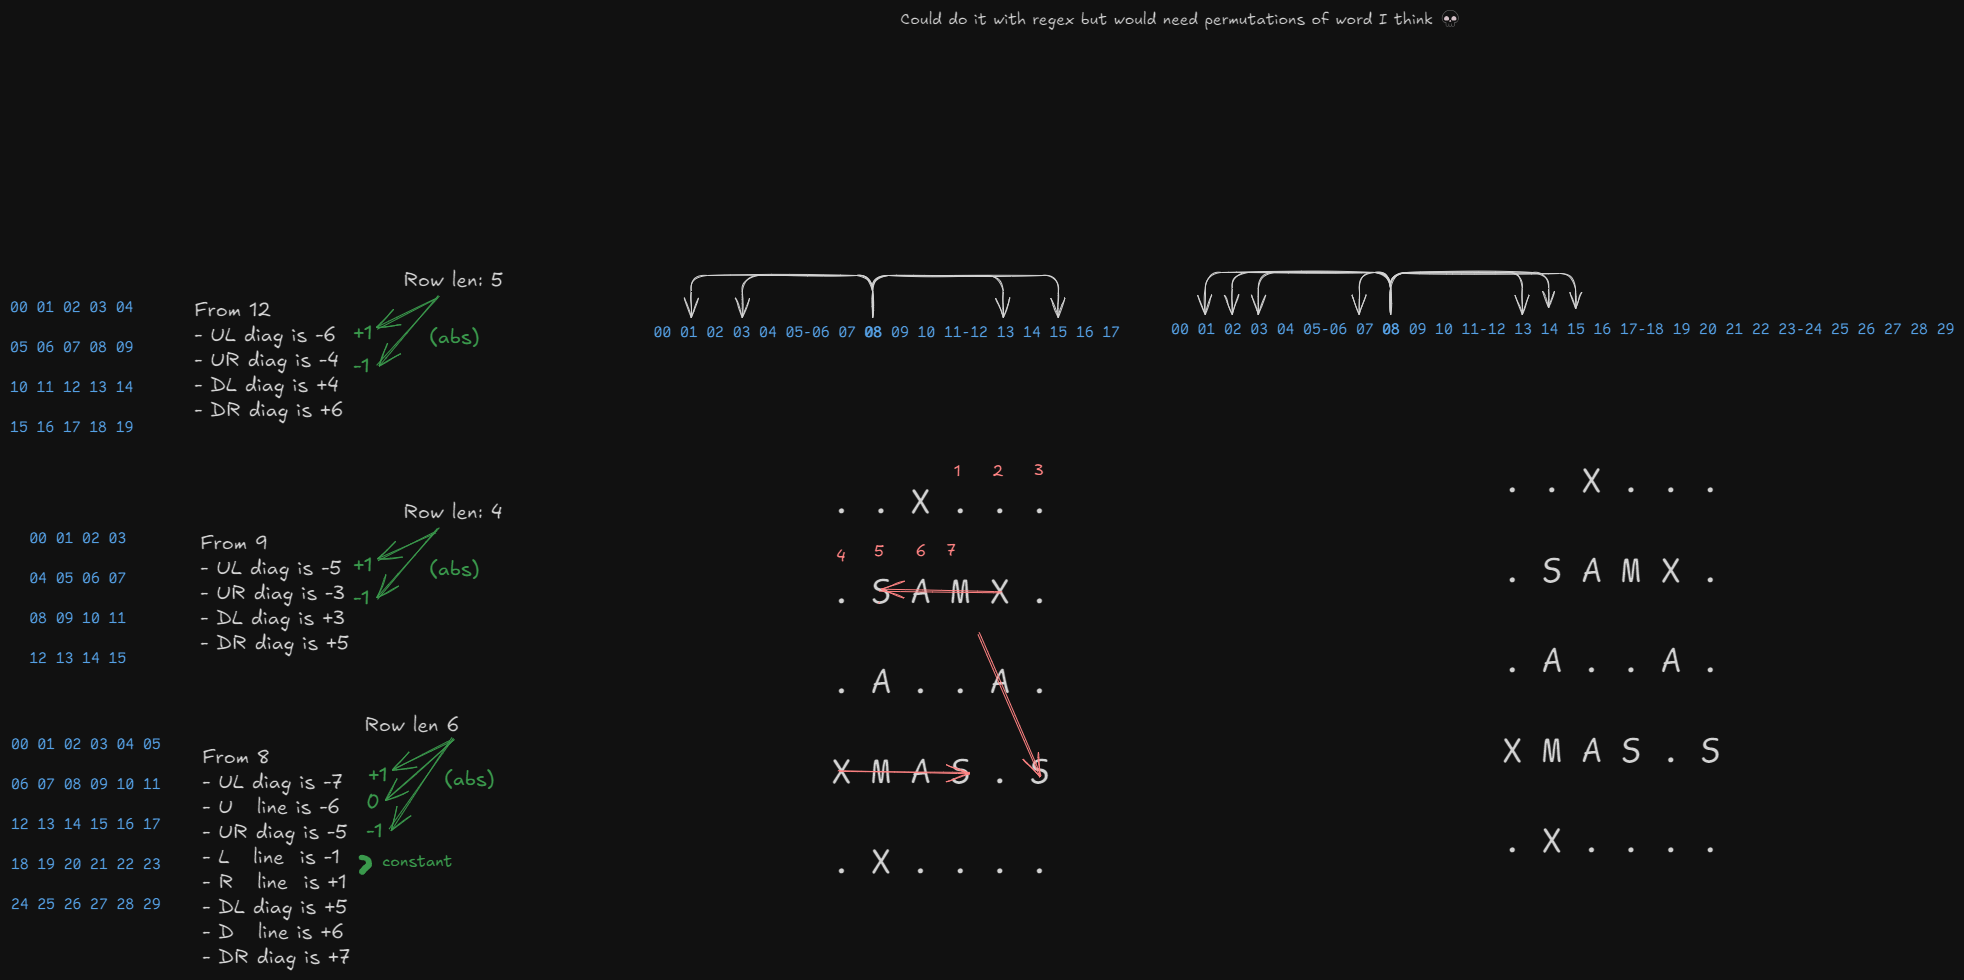 Could do it with regex but would need permutations of word I think 💀
Row len: 5
00 01 02 03 04
05 06 07 08 09
10 11 12 13 14
15 16 17 18 19
From 12
- UL diag is -6
- UR diag is -4
- DL diag is +4
- DR diag is +6
+1
-1
(abs)
Row len: 4
00 01 02 03
04 05 06 07
08 09 10 11
12 13 14 15
From 9
- UL diag is -5
- UR diag is -3
- DL diag is +3
- DR diag is +5
+1
-1
(abs)
Row len 6
00 01 02 03 04 05
06 07 08 09 10 11
12 13 14 15 16 17
18 19 20 21 22 23
24 25 26 27 28 29
From 8
- UL diag is -7
- U line is -6
- UR diag is -5
- L line is -1
- R line is +1
- DL diag is +5
- D line is +6
- DR diag is +7
+1
0
-1
(abs)
constant
00 01 02 03 04 05-06 07 08 09 10 11-12 13 14 15 16 17
1 2 3
. . X . . .
4 5 6 7
. S A M X .
. A . . A .
X M A S . S
. X . . . .
00 01 02 03 04 05-06 07 08 09 10 11-12 13 14 15 16 17-18 19 20 21 22 23-24 25 26 27 28 29
. . X . . .
. S A M X .
. A . . A .
X M A S . S
. X . . . .